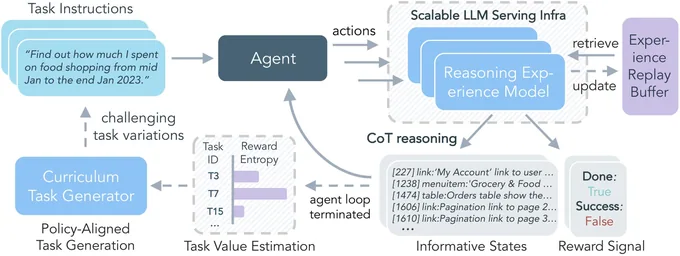 Task Instructions
"Find out how much I spent
on food shopping from mid
Jan to the end Jan 2023."
Agent
actions
Scalable LLM Serving Infra
Reasoning Exp-
erience Model
retrieve
update
Exper-
ience
Replay
Buffer
challenging
task variations
Curriculum
Task Generator
Policy-Aligned
Task Generation
Task
ID
Reward
Entropy
T3
T7
T15
...
Task Value Estimation
agent loop
terminated
CoT reasoning
[227] link:'My Account' link to user ...
[1238] menuitem:'Grocery & Food ...
[1474] table:Orders table show the...
[1606] link:Pagination link to page 2...
[1610] link:Pagination link to page 3...
...
Informative States
Done:
True
Success:
False
Reward Signal